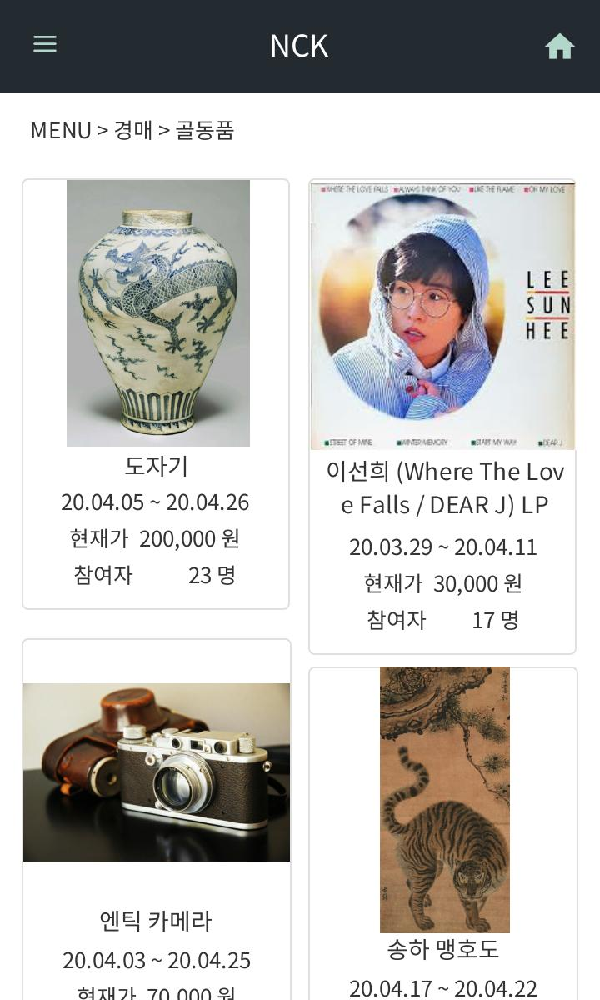 NCK
MENU > 경매 > 골동품
도자기
20.04.05 ~ 20.04.26
현재가 200,000 원
참여자 23 명
WHERE THE LOVE FALLS ALWAYS THINK OF YOU LIKE THE FLAME OH MY LOVE
LEE
SUN
HEE
STREET OF MINE WINTER MEMORY START MY WAY DEAR J
이선희 (Where The Lov
e Falls / DEAR J) LP
20.03.29 ~ 20.04.11
현재가 30,000 원
참여자 17 명
엔틱 카메라
20.04.03 ~ 20.04.25
현재가 70,000 원
송하 맹호도
20.04.17 ~ 20.04.22